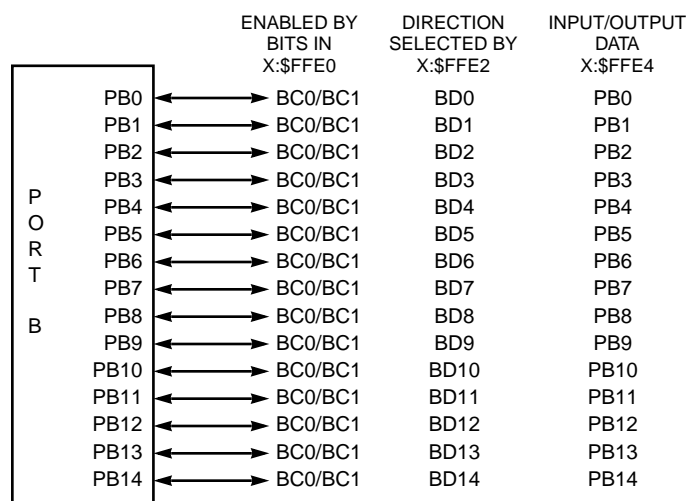 ENABLED BY DIRECTION INPUT/OUTPUT
BITS IN SELECTED BY DATA
X:$FFE0 X:$FFE2 X:$FFE4
PORT B
PB0 BC0/BC1 BD0 PB0
PB1 BC0/BC1 BD1 PB1
PB2 BC0/BC1 BD2 PB2
PB3 BC0/BC1 BD3 PB3
PB4 BC0/BC1 BD4 PB4
PB5 BC0/BC1 BD5 PB5
PB6 BC0/BC1 BD6 PB6
PB7 BC0/BC1 BD7 PB7
PB8 BC0/BC1 BD8 PB8
PB9 BC0/BC1 BD9 PB9
PB10 BC0/BC1 BD10 PB10
PB11 BC0/BC1 BD11 PB11
PB12 BC0/BC1 BD12 PB12
PB13 BC0/BC1 BD13 PB13
PB14 BC0/BC1 BD14 PB14